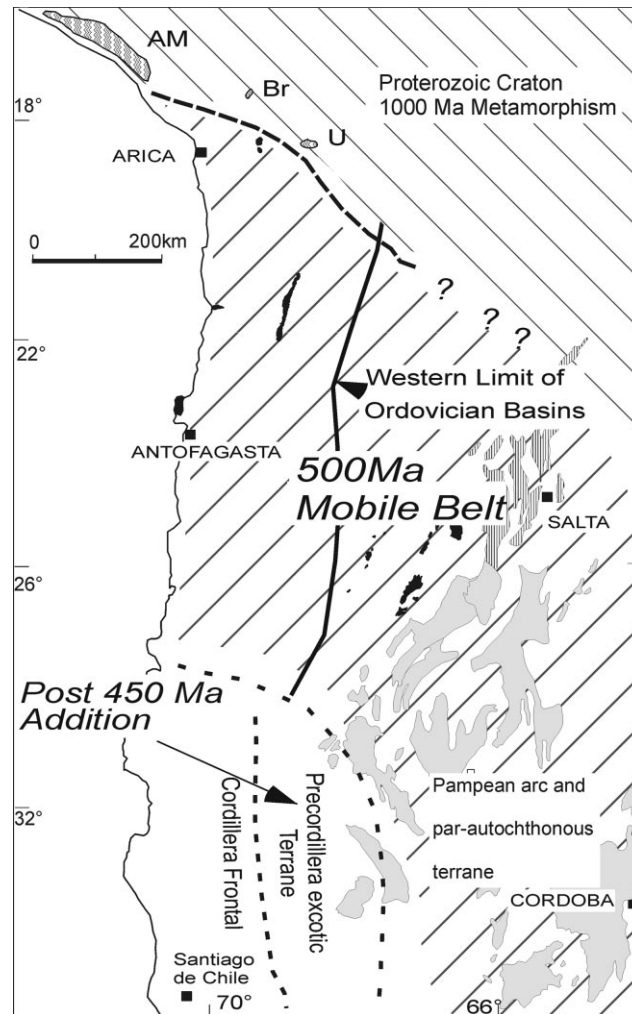 AM
Br
Proterozoic Craton
1000 Ma Metamorphism
18°
U
ARICA
0 200km
?
?
?
22°
Western Limit of
Ordovician Basins
ANTOFAGASTA
500Ma
Mobile Belt
SALTA
26°
Post 450 Ma
Addition
Precordillera excotic
Terrane
Cordillera Frontal
32°
Pampean arc and
par-autochthonous
terrane
CORDOBA
Santiago
de Chile
70°
66°